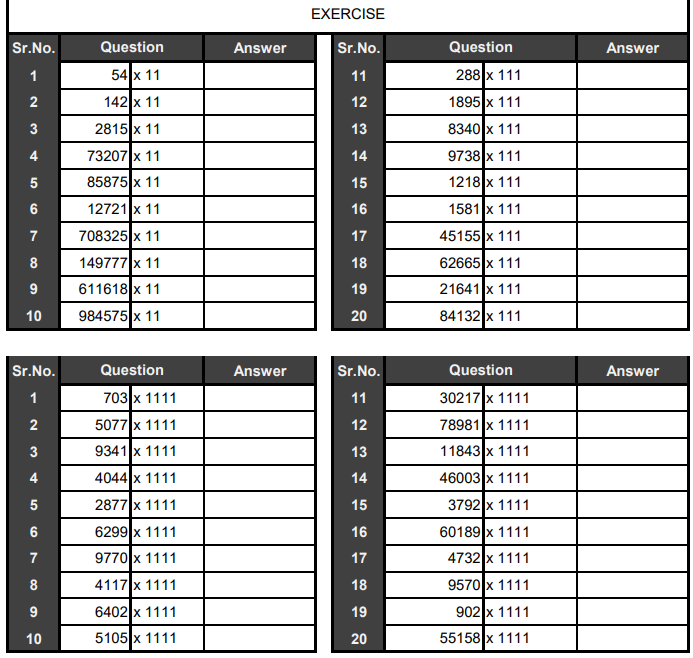 EXERCISE
Sr.No. Question Answer Sr.No. Question Answer
1 54 x 11 11 288 x 111
2 142 x 11 12 1895 x 111
3 2815 x 11 13 8340 x 111
4 73207 x 11 14 9738 x 111
5 85875 x 11 15 1218 x 111
6 12721 x 11 16 1581 x 111
7 708325 x 11 17 45155 x 111
8 149777 x 11 18 62665 x 111
9 611618 x 11 19 21641 x 111
10 984575 x 11 20 84132 x 111
Sr.No. Question Answer Sr.No. Question Answer
1 703 x 1111 11 30217 x 1111
2 5077 x 1111 12 78981 x 1111
3 9341 x 1111 13 11843 x 1111
4 4044 x 1111 14 46003 x 1111
5 2877 x 1111 15 3792 x 1111
6 6299 x 1111 16 60189 x 1111
7 9770 x 1111 17 4732 x 1111
8 4117 x 1111 18 9570 x 1111
9 6402 x 1111 19 902 x 1111
10 5105 x 1111 20 55158 x 1111